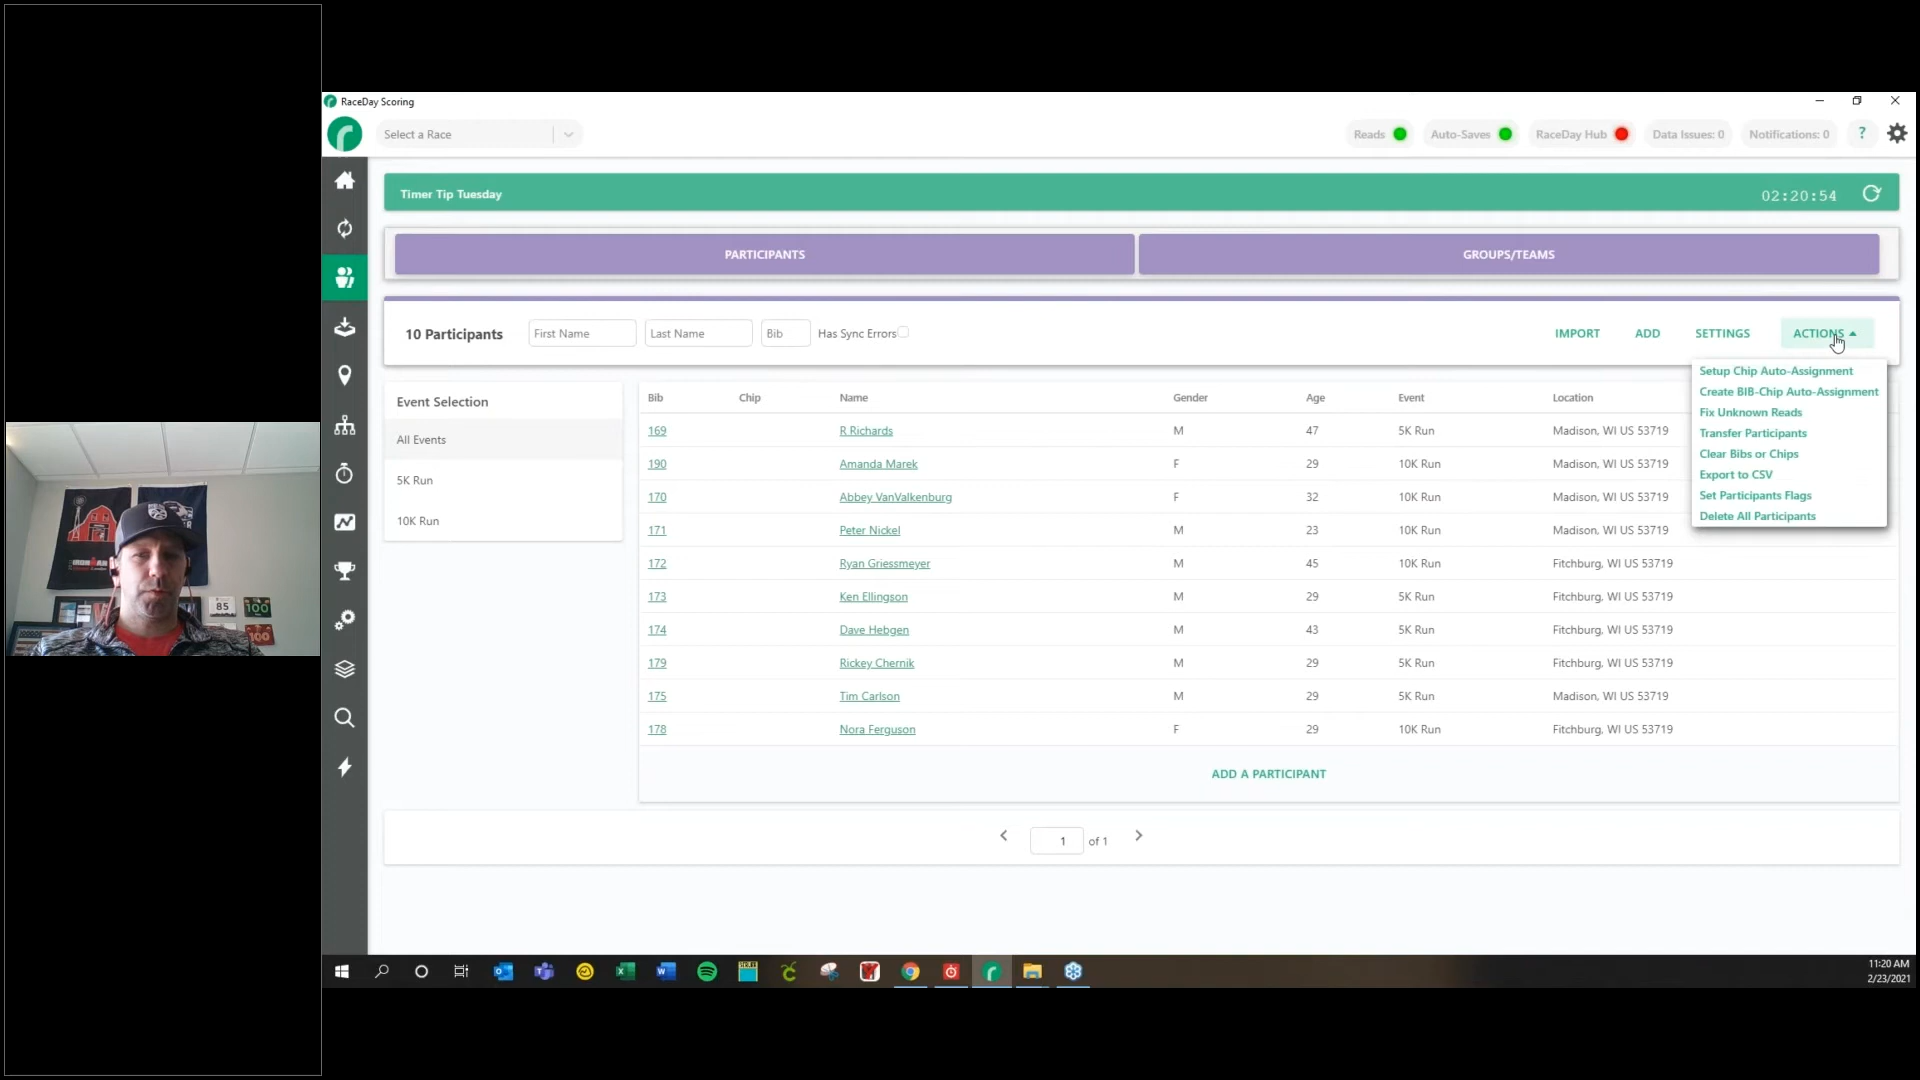 RaceDay Scoring
Select a Race
Reads
Auto-Saves
RaceDay Hub
Data Issues: 0
Notifications: 0
?
Timer Tip Tuesday
02:20:54
PARTICIPANTS
GROUPS/TEAMS
10 Participants
First Name
Last Name
Bib
Has Sync Errors
IMPORT
ADD
SETTINGS
ACTIONS
Setup Chip Auto-Assignment
Create BIB-Chip Auto-Assignment
Fix Unknown Reads
Transfer Participants
Clear Bibs or Chips
Export to CSV
Set Participants Flags
Delete All Participants
Event Selection
All Events
5K Run
10K Run
Bib Chip Name Gender Age Event Location
169 R Richards M 47 5K Run Madison, WI US 53719
190 Amanda Marek F 29 10K Run Madison, WI US 53719
170 Abbey VanValkenburg F 32 10K Run Madison, WI US 53719
171 Peter Nickel M 23 10K Run Madison, WI US 53719
172 Ryan Griessmeyer M 45 10K Run Fitchburg, WI US 53719
173 Ken Ellingson M 29 5K Run Fitchburg, WI US 53719
174 Dave Hebgen M 43 5K Run Fitchburg, WI US 53719
179 Rickey Chernik M 29 5K Run Fitchburg, WI US 53719
175 Tim Carlson M 29 5K Run Madison, WI US 53719
178 Nora Ferguson F 29 10K Run Fitchburg, WI US 53719
ADD A PARTICIPANT
1 of 1
11:20 AM
2/23/2021
85
100
100